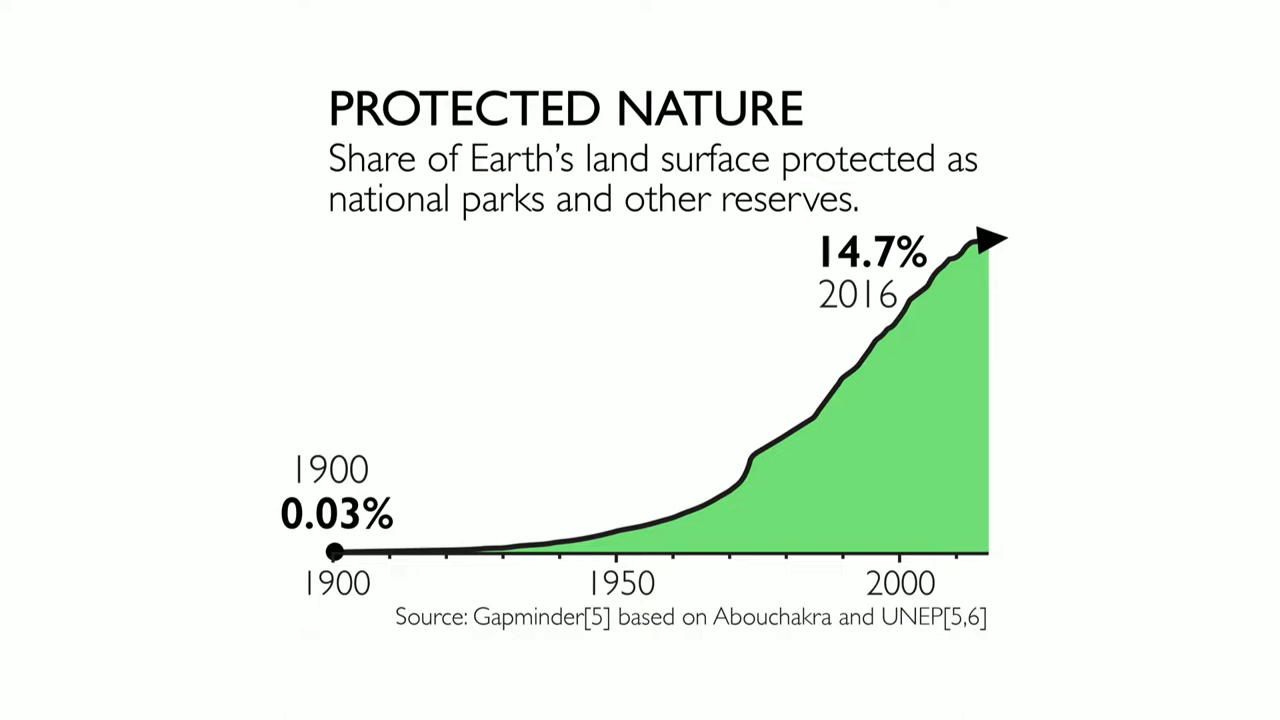 PROTECTED NATURE
Share of Earth's land surface protected as
national parks and other reserves.
14.7%
2016
1900
0.03%
1900
1950
2000
Source: Gapminder[5] based on Abouchakra and UNEP[5,6]